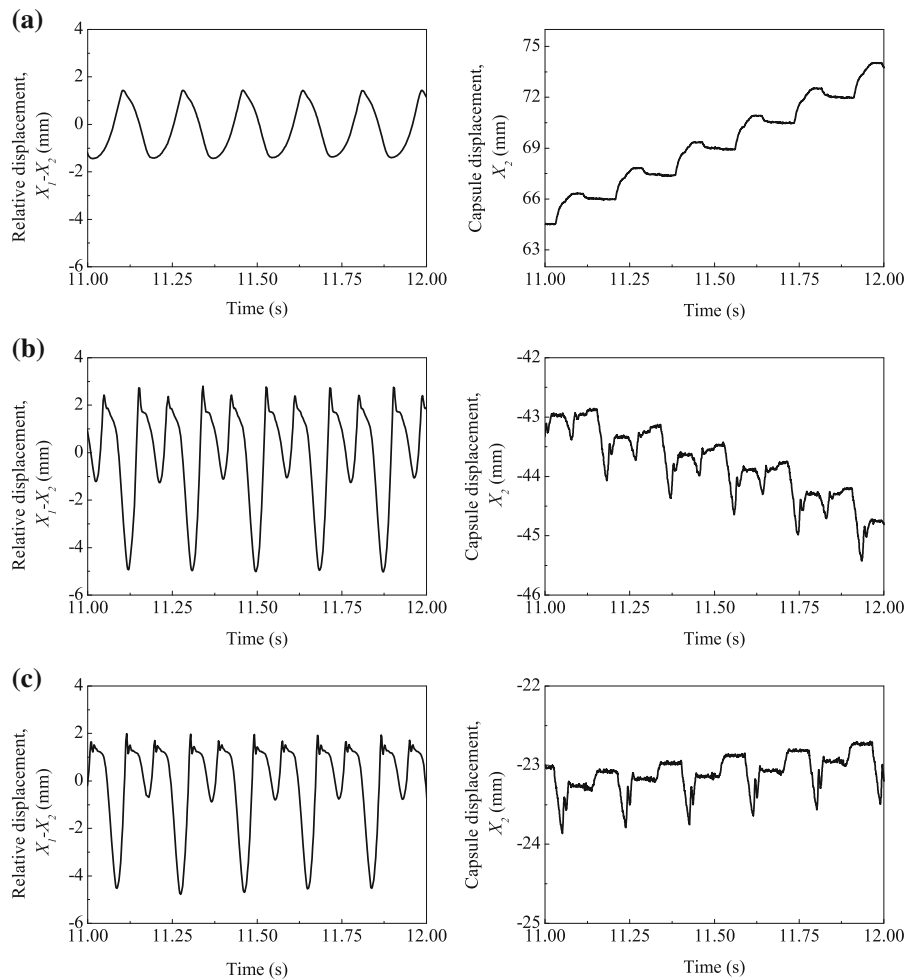 (a)
4
2
0
-2
-4
-6
Relative displacement,
X1-X2 (mm)
11.00 11.25 11.50 11.75 12.00
Time (s)
75
72
69
66
63
Capsule displacement,
X2 (mm)
11.00 11.25 11.50 11.75 12.00
Time (s)
(b)
4
2
0
-2
-4
-6
Relative displacement,
X1-X2 (mm)
11.00 11.25 11.50 11.75 12.00
Time (s)
-42
-43
-44
-45
-46
Capsule displacement,
X2 (mm)
11.00 11.25 11.50 11.75 12.00
Time (s)
(c)
4
2
0
-2
-4
-6
Relative displacement,
X1-X2 (mm)
11.00 11.25 11.50 11.75 12.00
Time (s)
-22
-23
-24
-25
Capsule displacement,
X2 (mm)
11.00 11.25 11.50 11.75 12.00
Time (s)